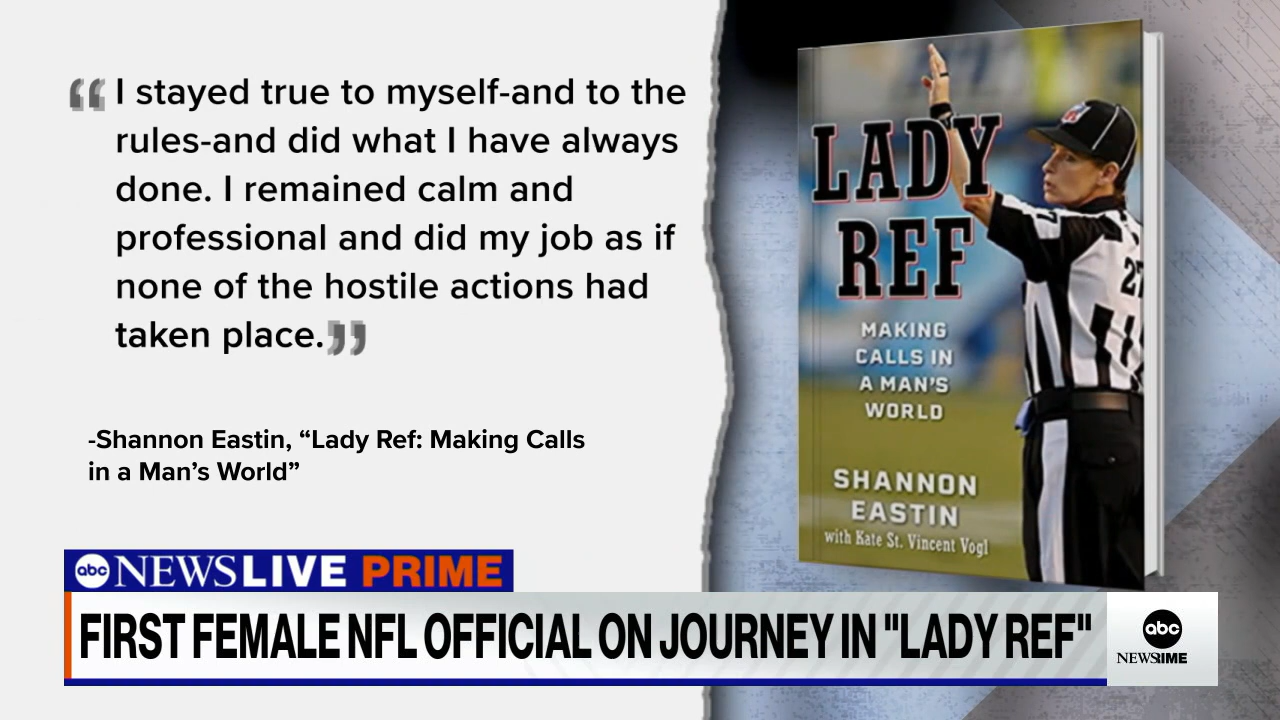 “I stayed true to myself-and to the
rules-and did what I have always
done. I remained calm and
professional and did my job as if
none of the hostile actions had
taken place.”
-Shannon Eastin, “Lady Ref: Making Calls
in a Man’s World”
LADY
REF
MAKING
CALLS IN
A MAN'S
WORLD
SHANNON
EASTIN
with Kate St. Vincent Vogl
27
abc NEWS LIVE PRIME
FIRST FEMALE NFL OFFICIAL ON JOURNEY IN "LADY REF"
abc
NEWS